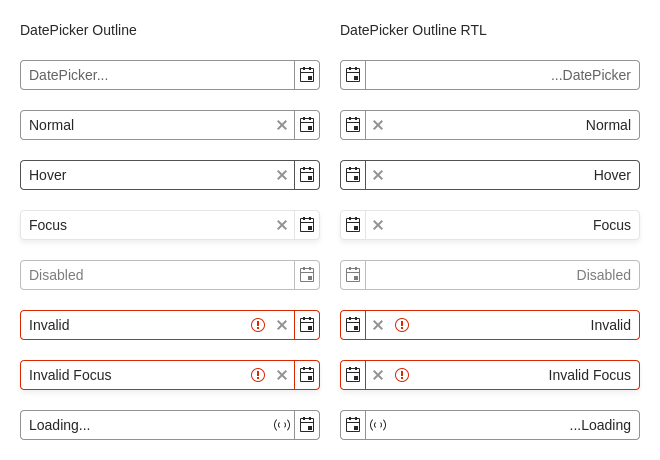 DatePicker Outline
DatePicker...
Normal
Hover
Focus
Disabled
Invalid
Invalid Focus
Loading...
DatePicker Outline RTL
...DatePicker
Normal
Hover
Focus
Disabled
Invalid
Invalid Focus
...Loading